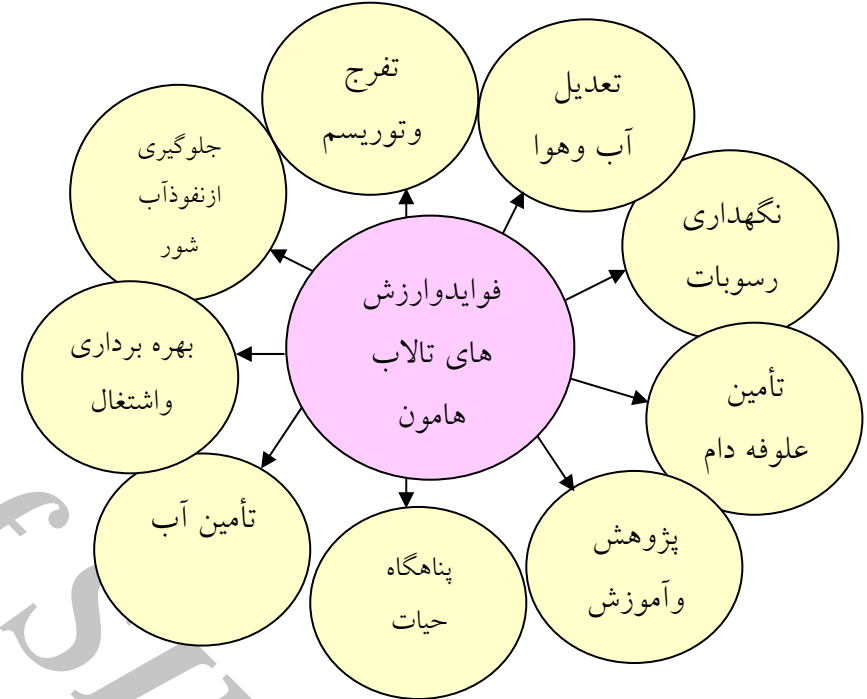 فوایدوارزش
های تالاب
هامون
تفرج
وتوریسم
تعدیل
آب وهوا
نگهداری
رسوبات
تأمین
علوفه دام
پژوهش
وآموزش
پناهگاه
حیات
تأمین آب
بهره برداری
واشتغال
جلوگیری
ازنفوذآب
شور